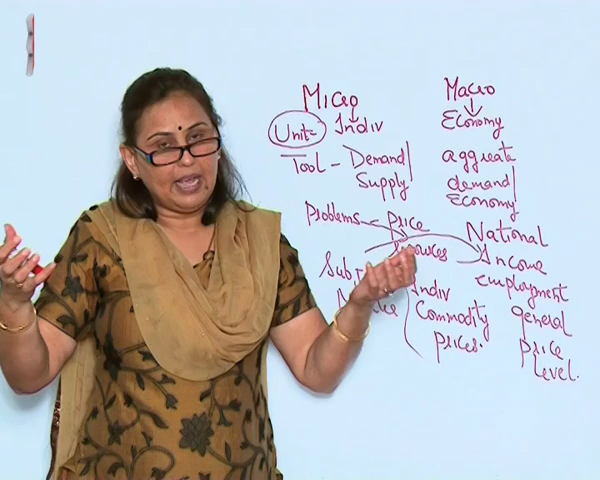 Micro
Macro
Unit- Indiv
Economy
Tool - Demand/
Supply
aggreate
demand/
Economy
Problems - Price
National
Income
employment
Indiv
Commodity
Prices.
general
Price
level.